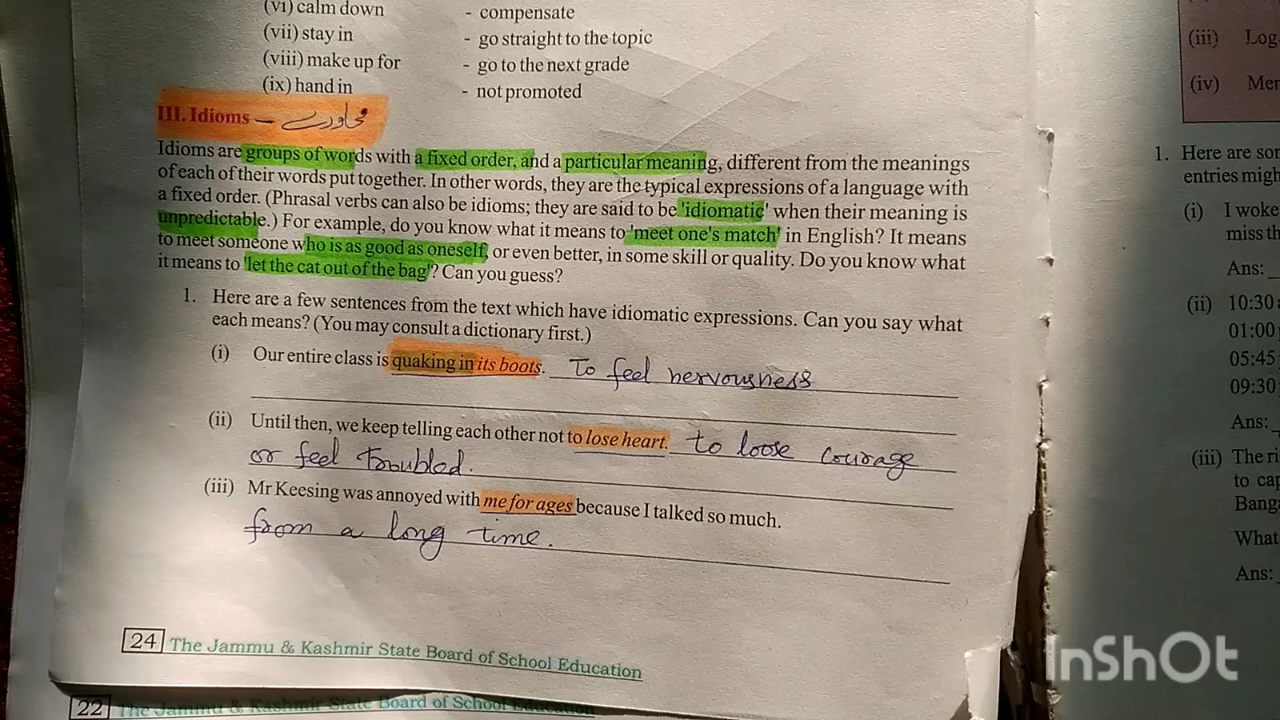 (vi) calm down - compensate
(vii) stay in - go straight to the topic
(viii) make up for - go to the next grade
(ix) hand in - not promoted
III. Idioms – محاورے
Idioms are groups of words with a fixed order, and a particular meaning, different from the meanings
of each of their words put together. In other words, they are the typical expressions of a language with
a fixed order. (Phrasal verbs can also be idioms; they are said to be 'idiomatic' when their meaning is
unpredictable.) For example, do you know what it means to 'meet one's match' in English? It means
to meet someone who is as good as oneself, or even better, in some skill or quality. Do you know what
it means to 'let the cat out of the bag'? Can you guess?
1. Here are a few sentences from the text which have idiomatic expressions. Can you say what
each means? (You may consult a dictionary first.)
(i) Our entire class is quaking in its boots. To feel nervousness
(ii) Until then, we keep telling each other not to lose heart. to loose courage
or feel troubled.
(iii) Mr Keesing was annoyed with me for ages because I talked so much.
from a long time.
24 The Jammu & Kashmir State Board of School Education
22 The Jammu & Kashmir State Board of School Education
(iii) Log
(iv)
1. Here are
entries
(i) I woke
miss
Ans:
(ii) 10:30
01:00
05:45
09:30
Ans:
(iii) The
to
What
Ans:
InShOt